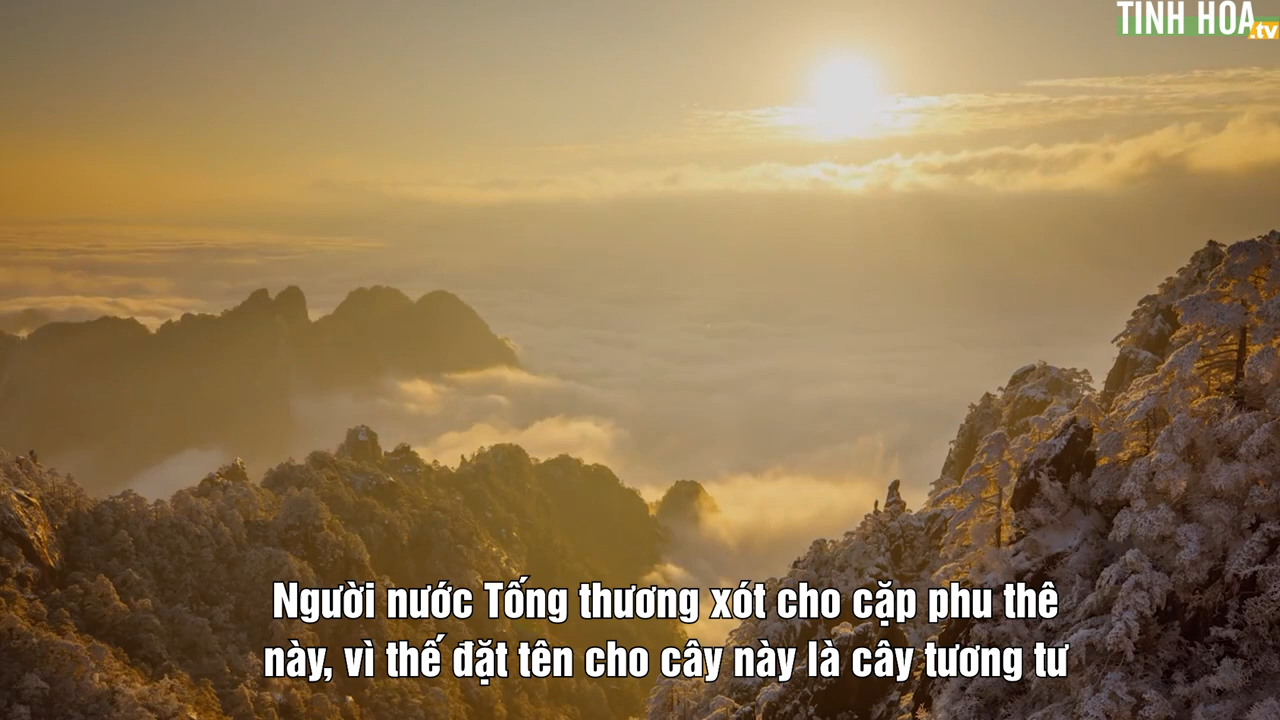 TINH HOA
.tv
Người nước Tống thương xót cho cặp phu thê
này, vì thế đặt tên cho cây này là cây tương tư